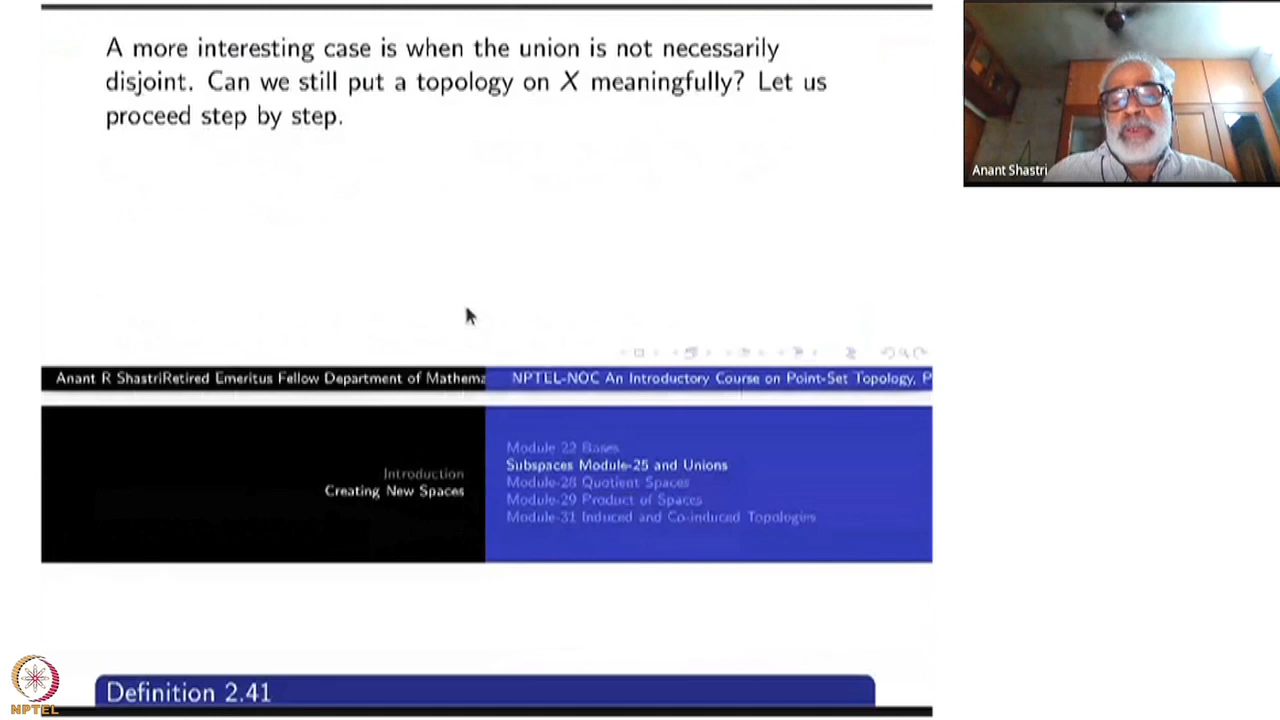 A more interesting case is when the union is not necessarily
disjoint. Can we still put a topology on X meaningfully? Let us
proceed step by step.
Anant Shastri
Anant R ShastriRetired Emeritus Fellow Department of Mathema
NPTEL-NOC An Introductory Course on Point-Set Topology, P
Introduction
Creating New Spaces
Module-22 Bases
Subspaces Module-25 and Unions
Module-28 Quotient Spaces
Module-29 Product of Spaces
Module-31 Induced and Co-induced Topologies
Definition 2.41
NPTEL